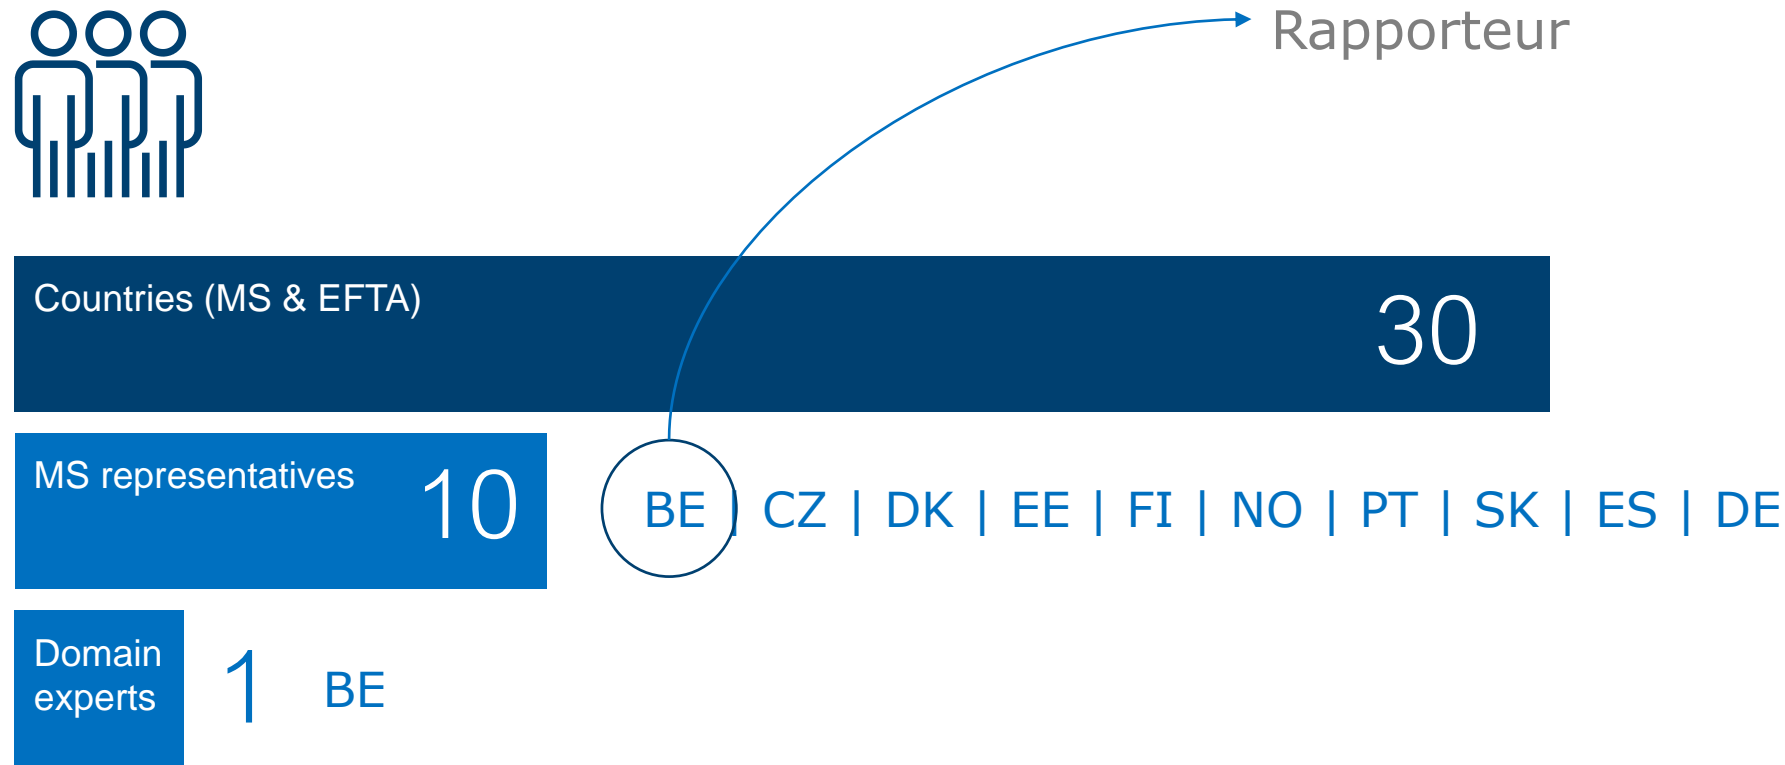 Rapporteur
Countries (MS & EFTA)
30
MS representatives
10
BE | CZ | DK | EE | FI | NO | PT | SK | ES | DE
Domain
experts
1
BE